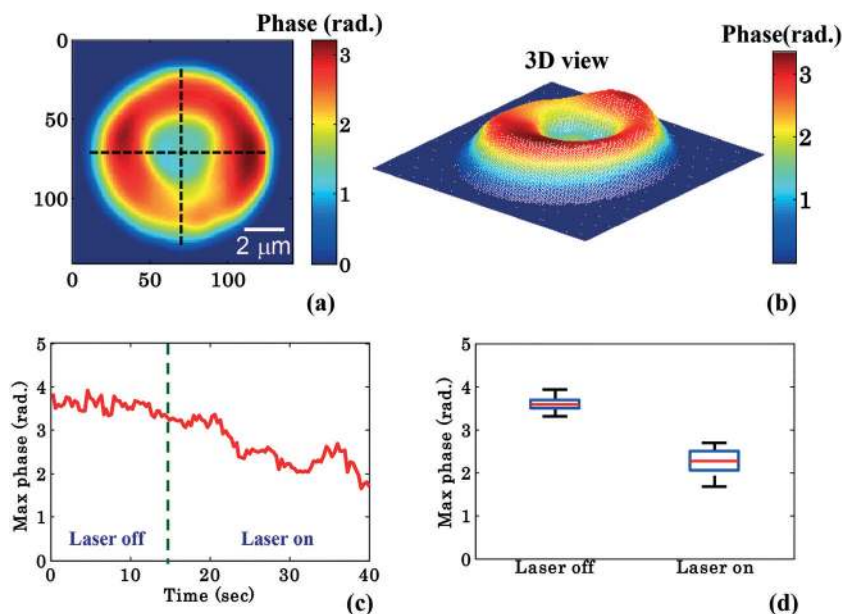 Phase (rad.)
0
50
100
0
50
100
3
2
1
0
2 μm
(a)
3D view
Phase(rad.)
3
2
1
(b)
5
4
3
2
1
0
Max phase (rad.)
Laser off
Laser on
0
10
20
30
40
Time (sec)
(c)
5
4
3
2
1
0
Max phase (rad.)
Laser off
Laser on
(d)